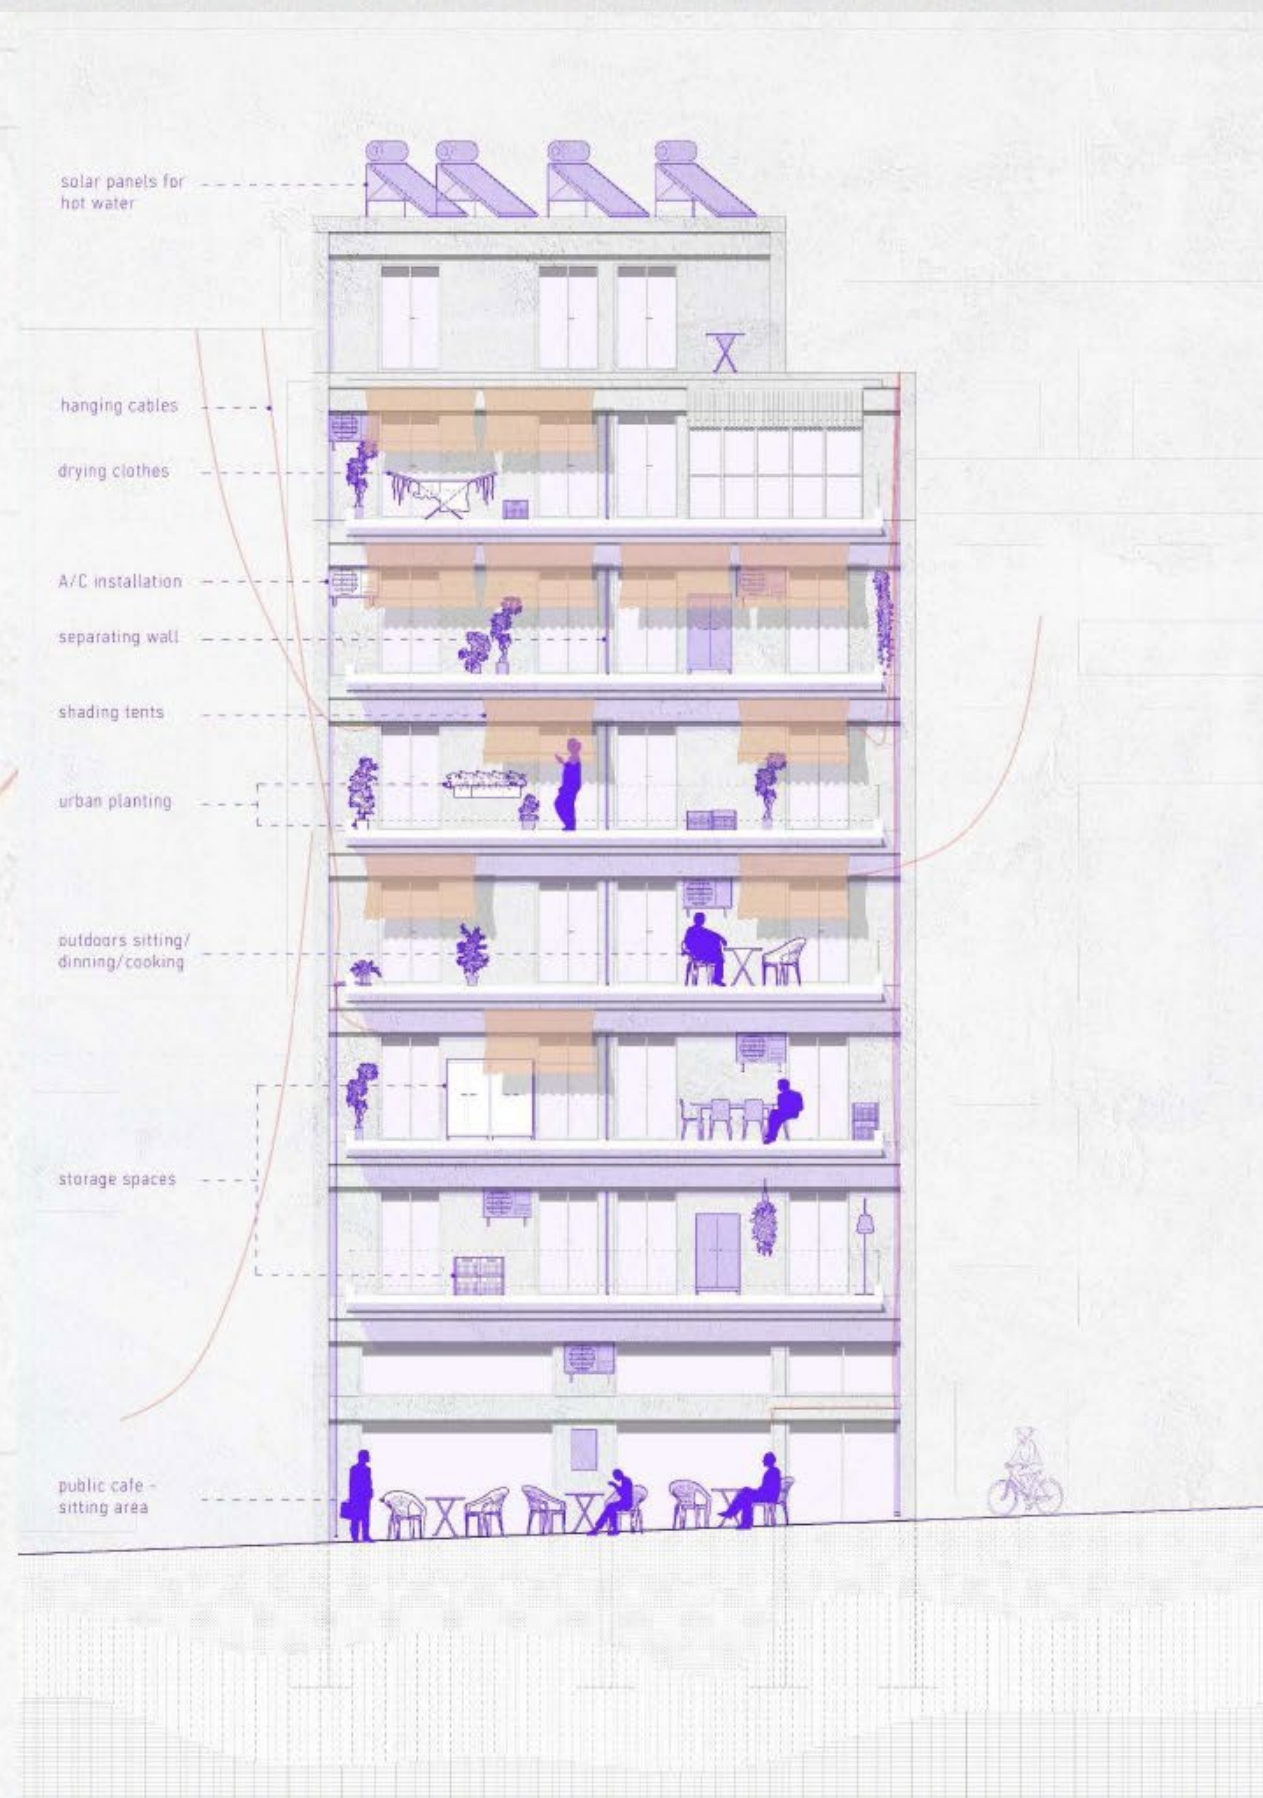 solar panels for
hot water
hanging cables
drying clothes
A/C installation
separating wall
shading tents
urban planting
outdoors sitting/
dinning/cooking
storage spaces
public cafe -
sitting area